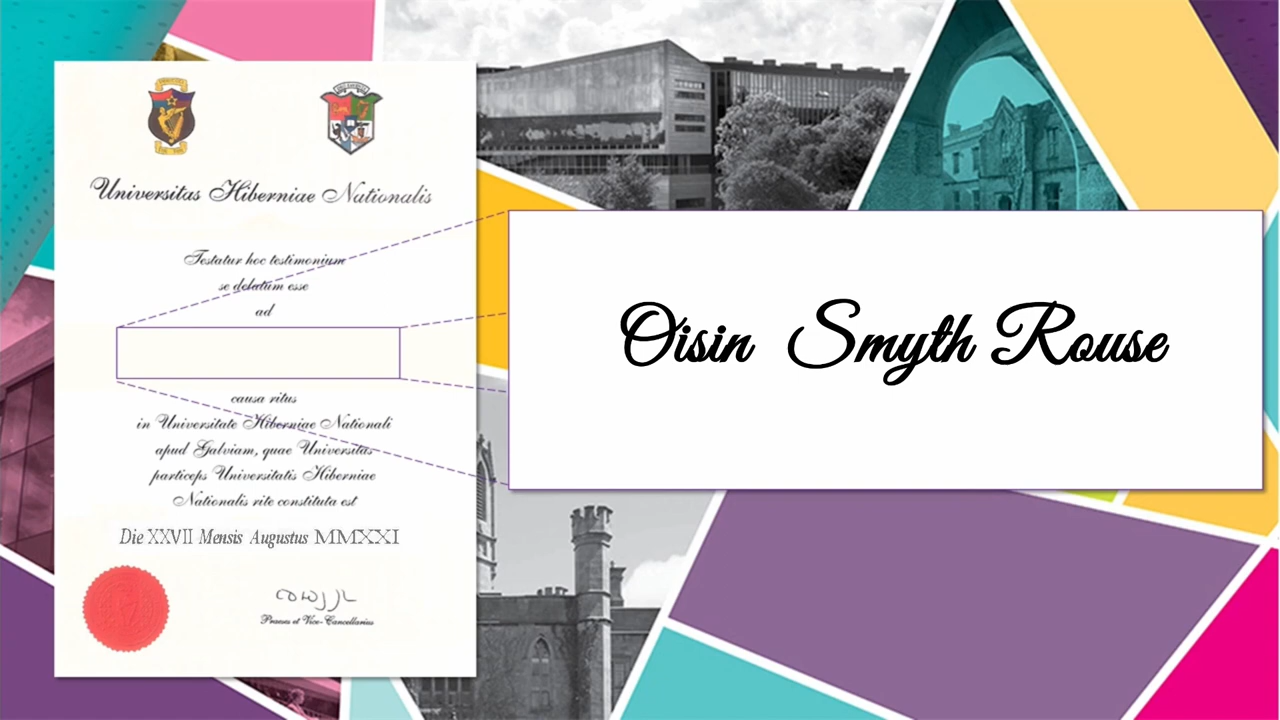 Universitas Hiberniae Nationalis
Testatur hoc testimonium
se delatum esse
ad
causa ritus
in Universitate Hiberniae Nationali
apud Galviam, quae Universitas
particeps Universitatis Hiberniae
Nationalis rite constituta est
Die XXVII Mensis Augustus MMXXI
Praeses et Vice-Cancellarius
Oisin Smyth Rouse